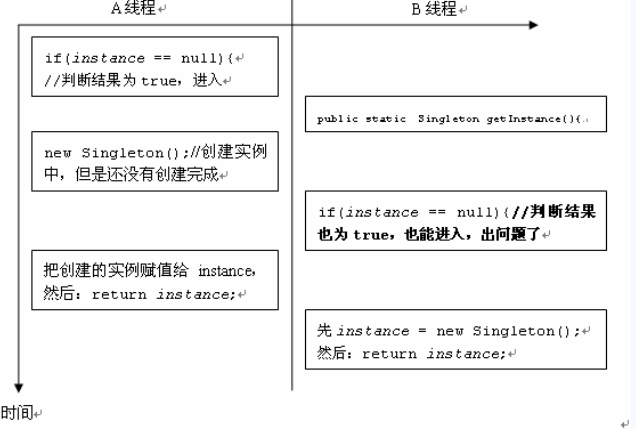 A 线程
B 线程
if(instance == null){
//判断结果为 true，进入
public static Singleton getInstance(){
new Singleton();//创建实例
中，但是还没有创建完成
if(instance == null){//判断结果
也为 true，也能进入，出问题了
把创建的实例赋值给 instance，
然后：return instance;
先 instance = new Singleton();
然后：return instance;
时间